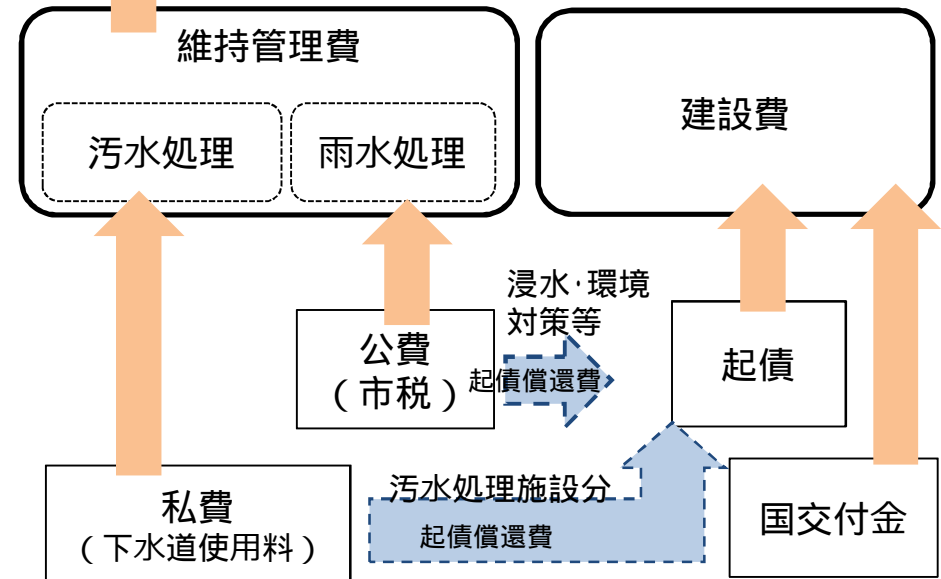 維持管理費
汚水処理
雨水処理
建設費
浸水・環境
対策等
公費
（市税）
起債償還費
起債
汚水処理施設分
起債償還費
私費
（下水道使用料）
国交付金